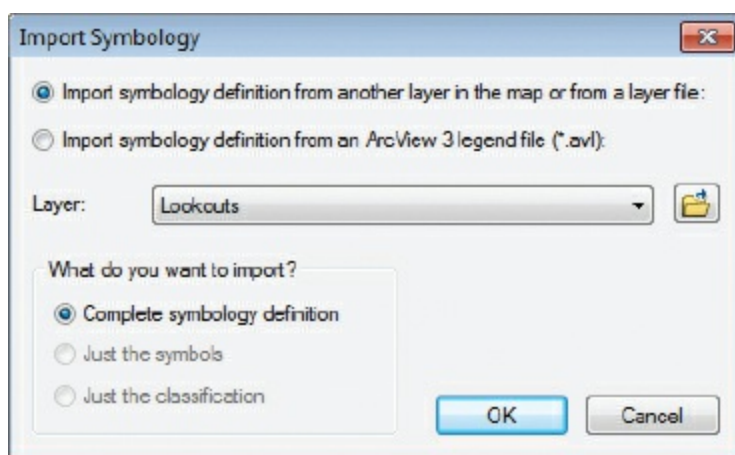 Import Symbology
Import symbology definition from another layer in the map or from a layer file:
Import symbology definition from an ArcView 3 legend file (*.avl):
Layer:
Lookouts
What do you want to import?
Complete symbology definition
Just the symbols
Just the classification
OK
Cancel